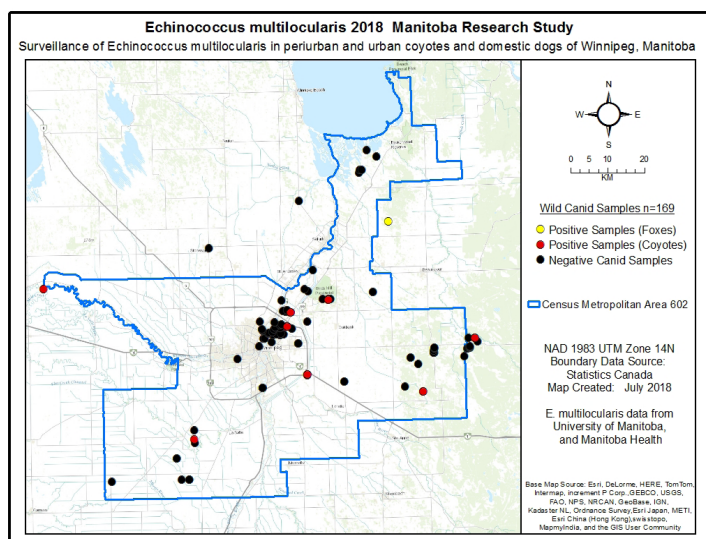 Echinococcus multilocularis 2018 Manitoba Research Study
Surveillance of Echinococcus multilocularis in periurban and urban coyotes and domestic dogs of Winnipeg, Manitoba
N
W
E
S
0 5 10 20
KM
Wild Canid Samples n=169
Positive Samples (Foxes)
Positive Samples (Coyotes)
Negative Canid Samples
Census Metropolitan Area 602
NAD 1983 UTM Zone 14N
Boundary Data Source:
Statistics Canada
Map Created: July 2018
E. multilocularis data from
University of Manitoba,
and Manitoba Health
Base Map Source: Esri, DeLorme, HERE, TomTom,
Intermap, increment P Corp.,GEBCO, USGS,
FAO, NPS, NRCAN, GeoBase, IGN,
Kadaster NL, Ordnance Survey,Esri Japan, METI,
Esri China (Hong Kong),swisstopo,
MapmyIndia, and the GIS User Community